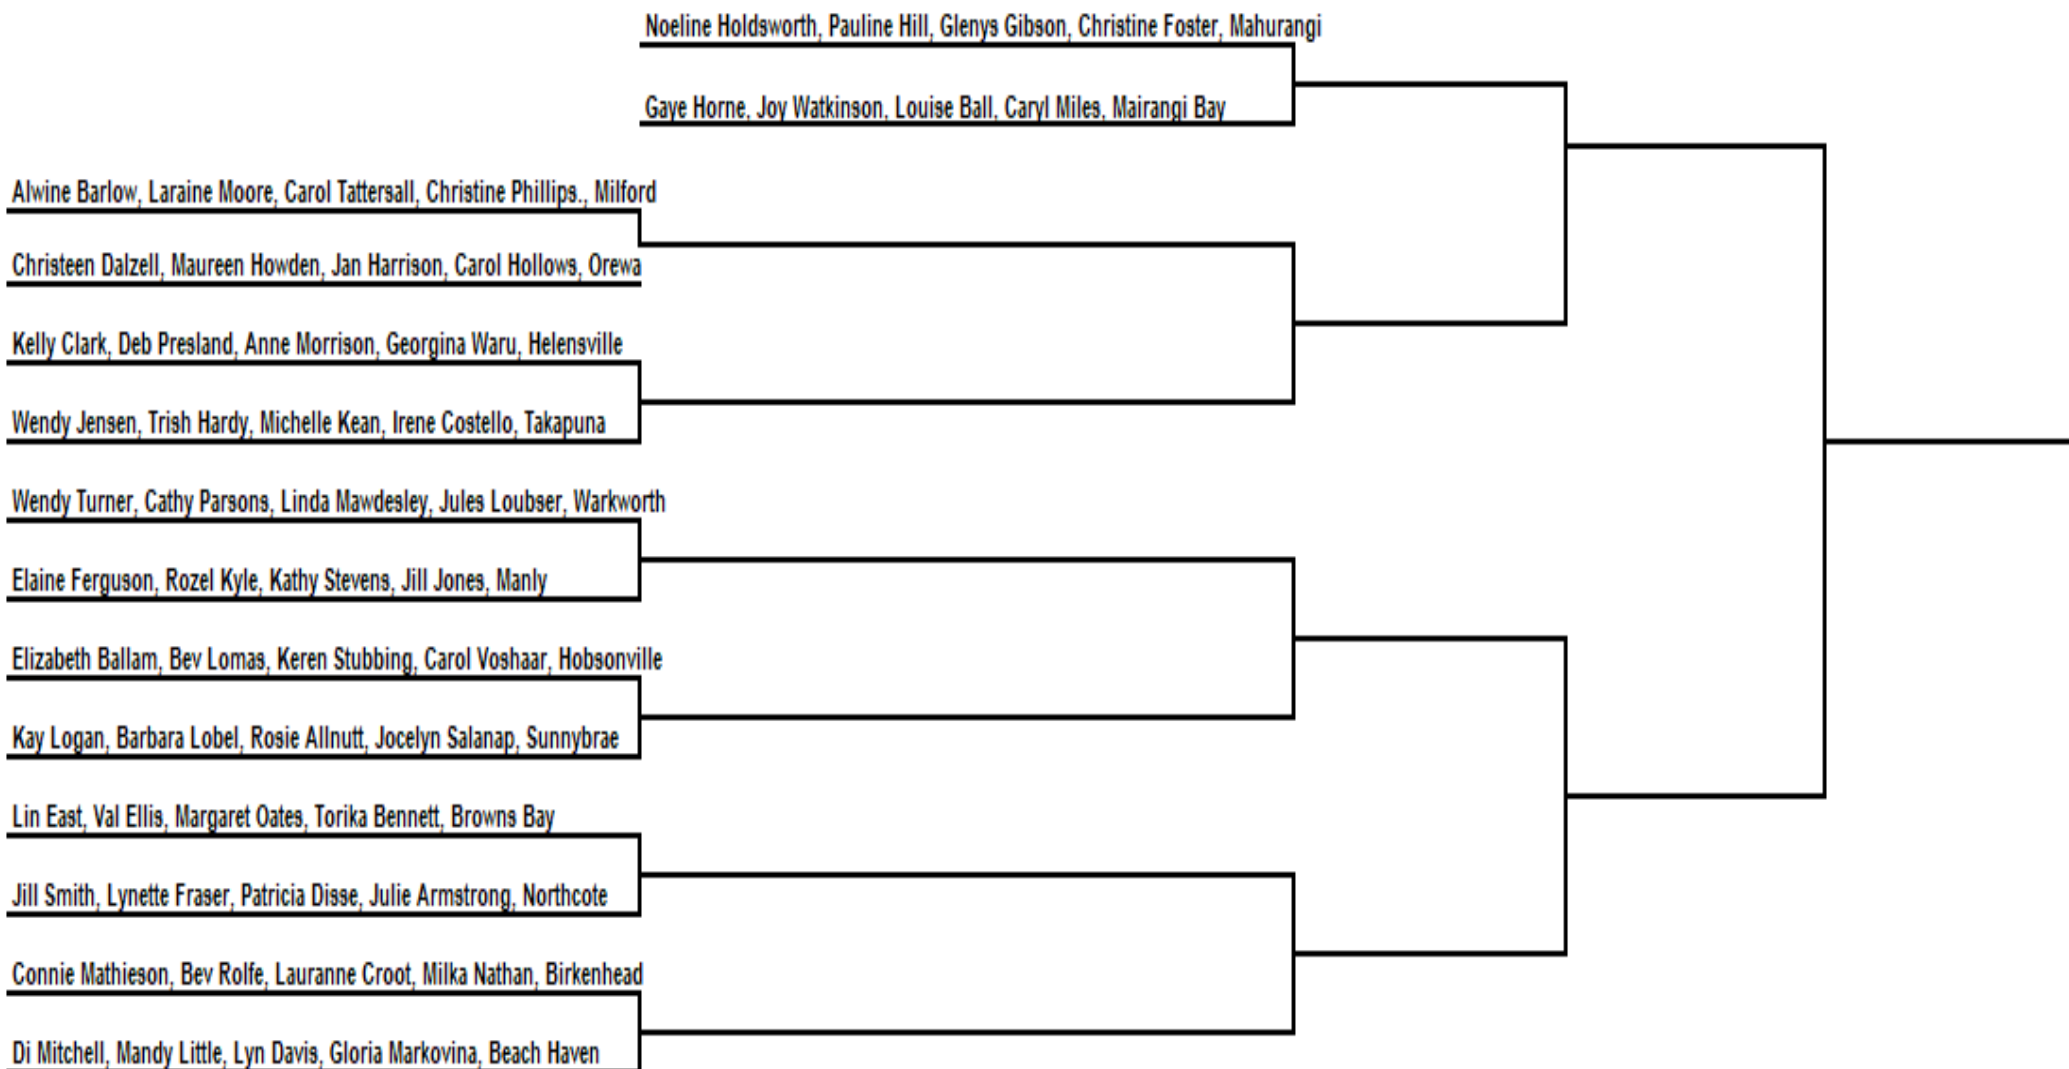 Noeline Holdsworth, Pauline Hill, Glenys Gibson, Christine Foster, Mahurangi
Gaye Horne, Joy Watkinson, Louise Ball, Caryl Miles, Mairangi Bay
Alwine Barlow, Laraine Moore, Carol Tattersall, Christine Phillips., Milford
Christeen Dalzell, Maureen Howden, Jan Harrison, Carol Hollows, Orewa
Kelly Clark, Deb Presland, Anne Morrison, Georgina Waru, Helensville
Wendy Jensen, Trish Hardy, Michelle Kean, Irene Costello, Takapuna
Wendy Turner, Cathy Parsons, Linda Mawdesley, Jules Loubser, Warkworth
Elaine Ferguson, Rozel Kyle, Kathy Stevens, Jill Jones, Manly
Elizabeth Ballam, Bev Lomas, Keren Stubbing, Carol Voshaar, Hobsonville
Kay Logan, Barbara Lobel, Rosie Allnutt, Jocelyn Salanap, Sunnybrae
Lin East, Val Ellis, Margaret Oates, Torika Bennett, Browns Bay
Jill Smith, Lynette Fraser, Patricia Disse, Julie Armstrong, Northcote
Connie Mathieson, Bev Rolfe, Lauranne Croot, Milka Nathan, Birkenhead
Di Mitchell, Mandy Little, Lyn Davis, Gloria Markovina, Beach Haven